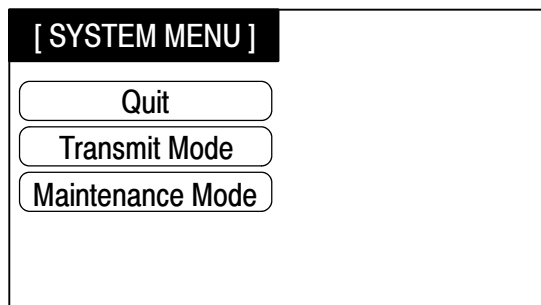 [ SYSTEM MENU ]
Quit
Transmit Mode
Maintenance Mode